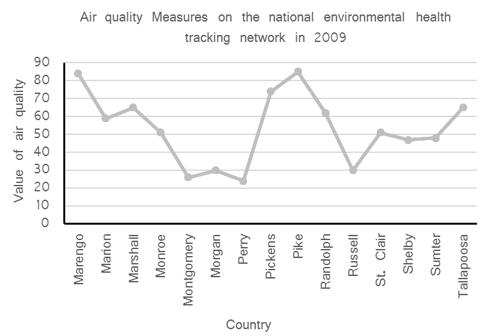 Air quality Measures on the national environmental health
tracking network in 2009
Value of air quality
90
80
70
60
50
40
30
20
10
0
Marengo
Marion
Marshall
Monroe
Montgomery
Morgan
Perry
Pickens
Pike
Randolph
Russell
St. Clair
Shelby
Sumter
Tallapoosa
Country